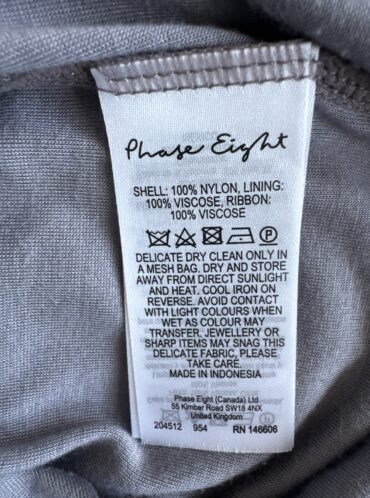 Phase Eight
SHELL: 100% NYLON, LINING:
100% VISCOSE, RIBBON:
100% VISCOSE
P
DELICATE DRY CLEAN ONLY IN
A MESH BAG. DRY AND STORE
AWAY FROM DIRECT SUNLIGHT
AND HEAT. COOL IRON ON
REVERSE. AVOID CONTACT
WITH LIGHT COLOURS WHEN
WET AS COLOUR MAY
TRANSFER. JEWELLERY OR
SHARP ITEMS MAY SNAG THIS
DELICATE FABRIC, PLEASE
TAKE CARE.
MADE IN INDONESIA
100% Viscose
Phase Eight (Canada) Ltd
55 Kimber Road SW18 4NX
United Kingdom
204512 954 RN 146606